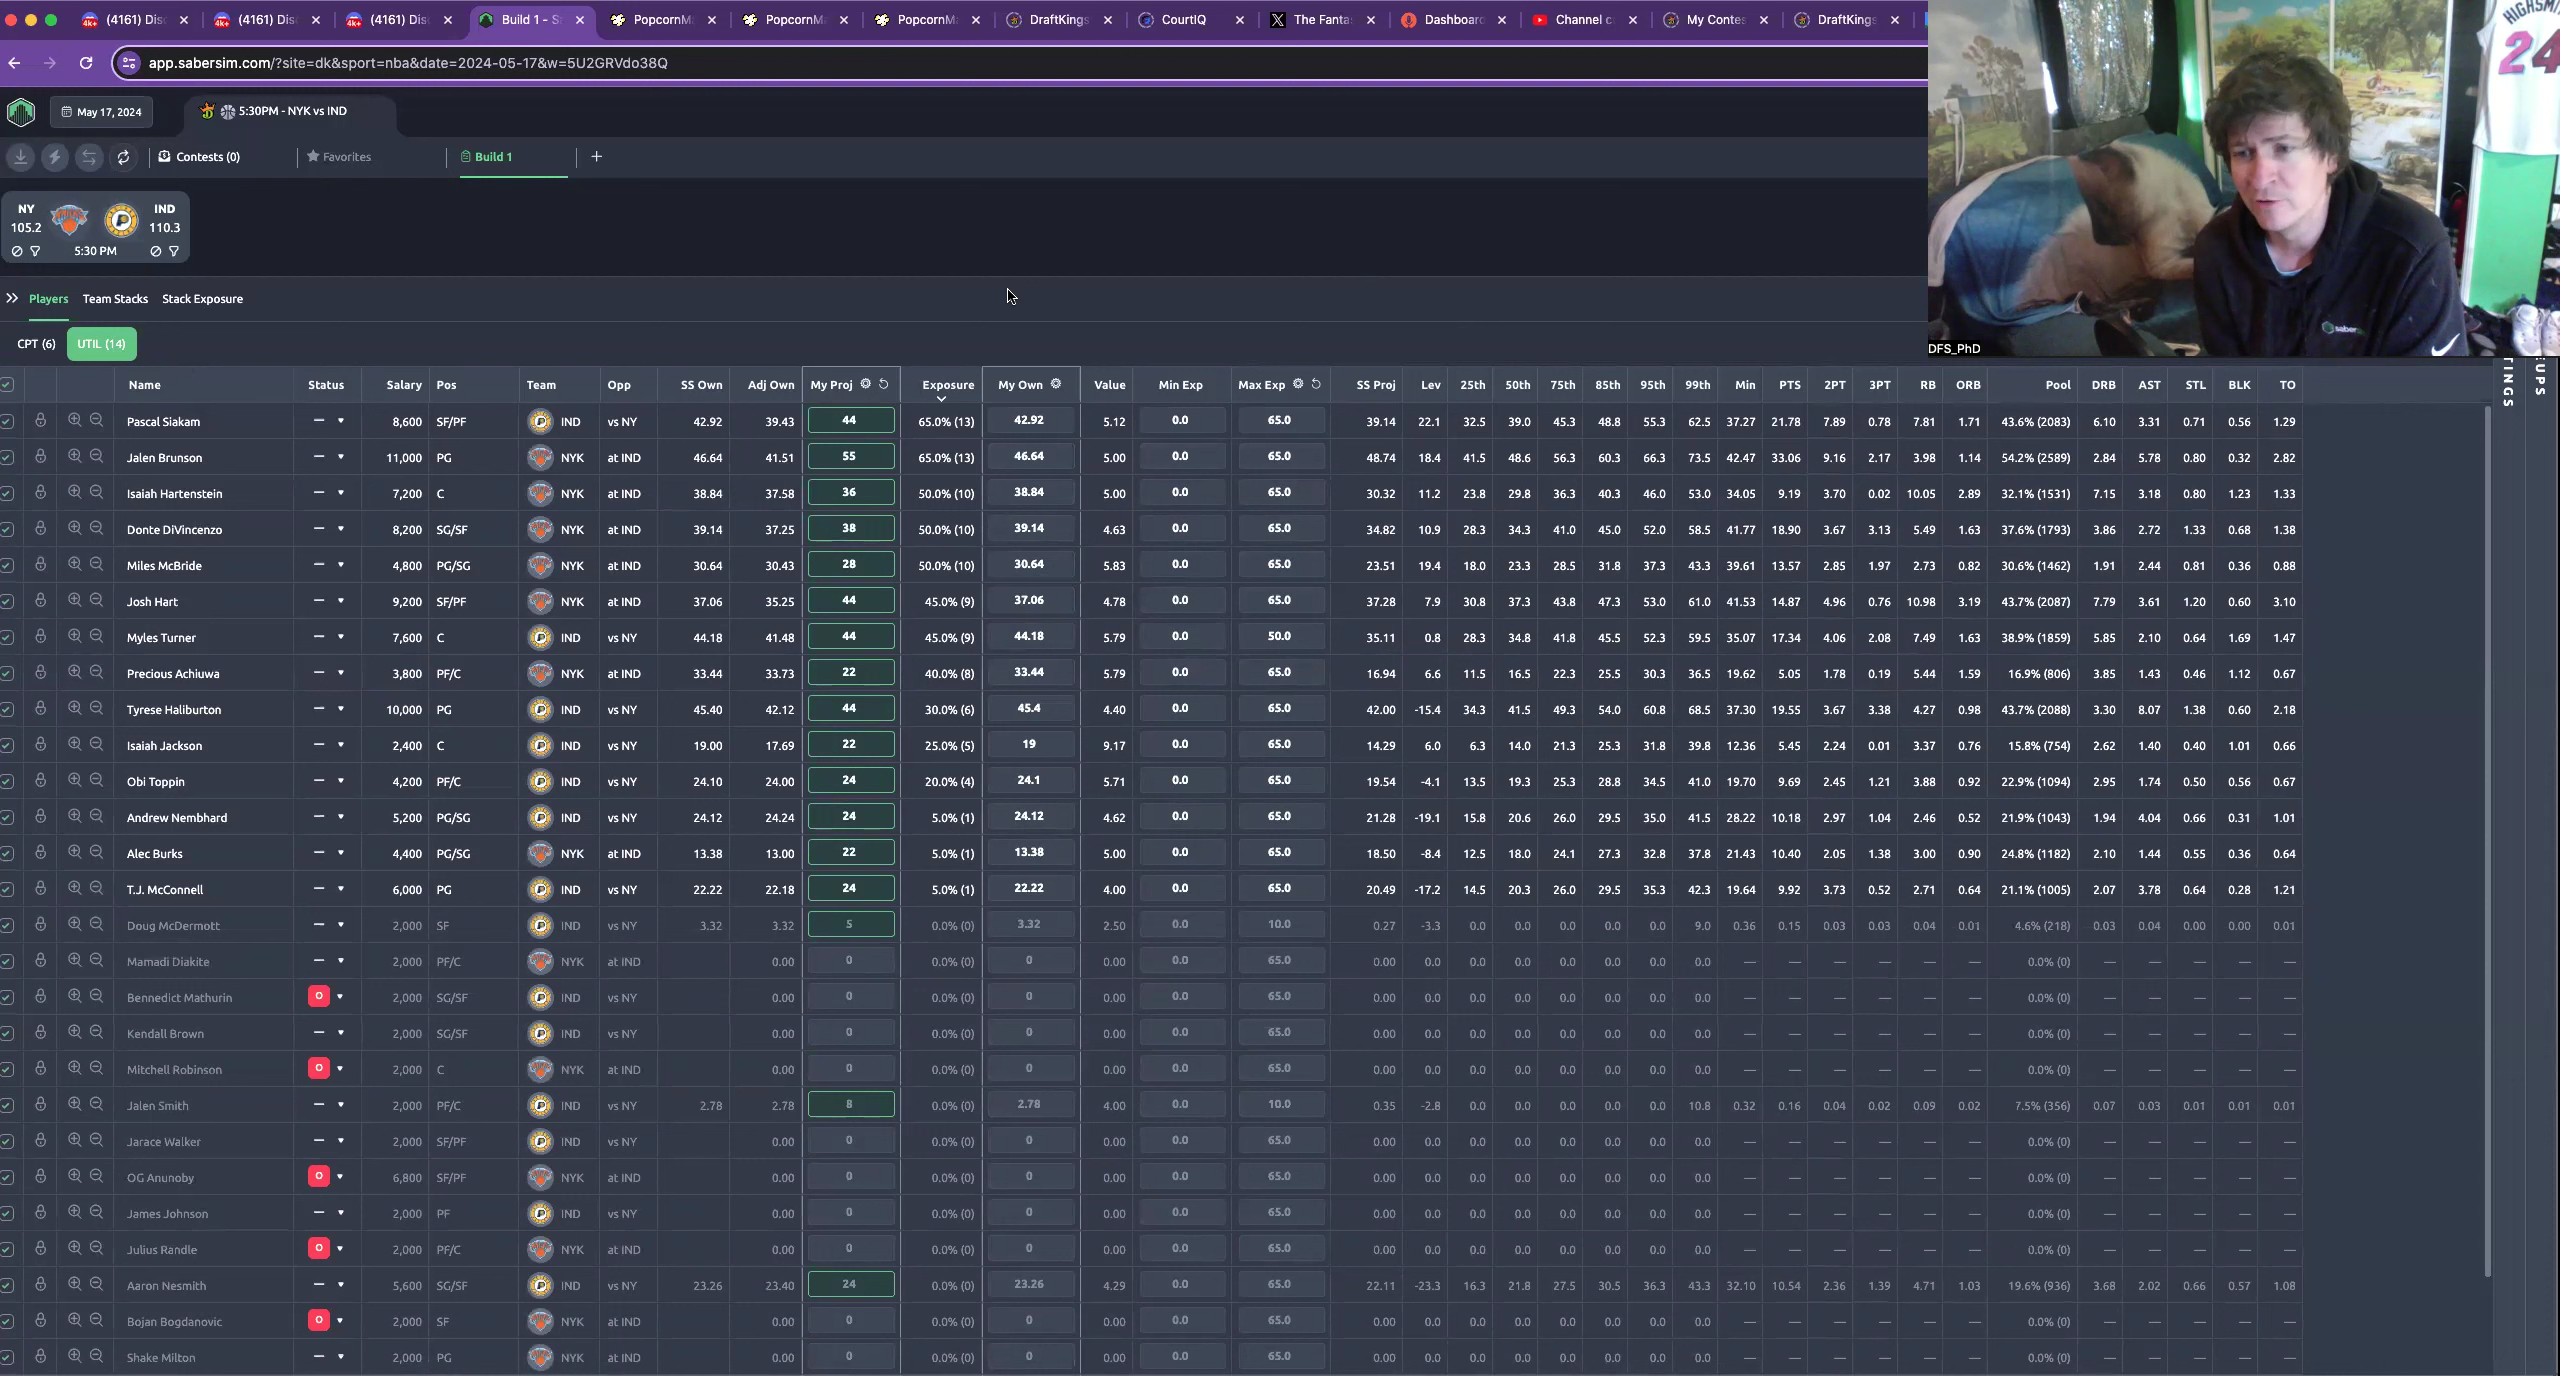 (4161) Disc
(4161) Disc
(4161) Dis
Build 1 - S
PopcornMa
PopcornMa
PopcornMa
DraftKings
CourtIQ
The Fanta
Dashboard
Channel c
My Contes
DraftKings
app.sabersim.com/?site=dk&sport=nba&date=2024-05-17&w=5U2GRVdo38Q
May 17, 2024
5:30PM - NYK vs IND
Contests (0) Favorites Build 1 +
NY IND
105.2 110.3
5:30 PM
HIGHSMI
24
saber
DFS_PhD
Players Team Stacks Stack Exposure
CPT (6) UTIL (14)
TINGS
UPS
Name Status Salary Pos Team Opp SS Own Adj Own My Proj Exposure My Own Value Min Exp Max Exp SS Proj Lev 25th 50th 75th 85th 95th 99th Min PTS 2PT 3PT RB ORB Pool DRB AST STL BLK TO
Pascal Siakam — 8,600 SF/PF IND vs NY 42.92 39.43 44 65.0% (13) 42.92 5.12 0.0 65.0 39.14 22.1 32.5 39.0 45.3 48.8 55.3 62.5 37.27 21.78 7.89 0.78 7.81 1.71 43.6% (2083) 6.10 3.31 0.71 0.56 1.29
Jalen Brunson — 11,000 PG NYK at IND 46.64 41.51 55 65.0% (13) 46.64 5.00 0.0 65.0 48.74 18.4 41.5 48.6 56.3 60.3 66.3 73.5 42.47 33.06 9.16 2.17 3.98 1.14 54.2% (2589) 2.84 5.78 0.80 0.32 2.82
Isaiah Hartenstein — 7,200 C NYK at IND 38.84 37.58 36 50.0% (10) 38.84 5.00 0.0 65.0 30.32 11.2 23.8 29.8 36.3 40.3 46.0 53.0 34.05 9.19 3.70 0.02 10.05 2.89 32.1% (1531) 7.15 3.18 0.80 1.23 1.33
Donte DiVincenzo — 8,200 SG/SF NYK at IND 39.14 37.25 38 50.0% (10) 39.14 4.63 0.0 65.0 34.82 10.9 28.3 34.3 41.0 45.0 52.0 58.5 41.77 18.90 3.67 3.13 5.49 1.63 37.6% (1793) 3.86 2.72 1.33 0.68 1.38
Miles McBride — 4,800 PG/SG NYK at IND 30.64 30.43 28 50.0% (10) 30.64 5.83 0.0 65.0 23.51 19.4 18.0 23.3 28.5 31.8 37.3 43.3 39.61 13.57 2.85 1.97 2.73 0.82 30.6% (1462) 1.91 2.44 0.81 0.36 0.88
Josh Hart — 9,200 SF/PF NYK at IND 37.06 35.25 44 45.0% (9) 37.06 4.78 0.0 65.0 37.28 7.9 30.8 37.3 43.8 47.3 53.0 61.0 41.53 14.87 4.96 0.76 10.98 3.19 43.7% (2087) 7.79 3.61 1.20 0.60 3.10
Myles Turner — 7,600 C IND vs NY 44.18 41.48 44 45.0% (9) 44.18 5.79 0.0 50.0 35.11 0.8 28.3 34.8 41.8 45.5 52.3 59.5 35.07 17.34 4.06 2.08 7.49 1.63 38.9% (1859) 5.85 2.10 0.64 1.69 1.47
Precious Achiuwa — 3,800 PF/C NYK at IND 33.44 33.73 22 40.0% (8) 33.44 5.79 0.0 65.0 16.94 6.6 11.5 16.5 22.3 25.5 30.3 36.5 19.62 5.05 1.78 0.19 5.44 1.59 16.9% (806) 3.85 1.43 0.46 1.12 0.67
Tyrese Haliburton — 10,000 PG IND vs NY 45.40 42.12 44 30.0% (6) 45.4 4.40 0.0 65.0 42.00 -15.4 34.3 41.5 49.3 54.0 60.8 68.5 37.30 19.55 3.67 3.38 4.27 0.98 43.7% (2088) 3.30 8.07 1.38 0.60 2.18
Isaiah Jackson — 2,400 C IND vs NY 19.00 17.69 22 25.0% (5) 19 9.17 0.0 65.0 14.29 6.0 6.3 14.0 21.3 25.3 31.8 39.8 12.36 5.45 2.24 0.01 3.37 0.76 15.8% (754) 2.62 1.40 0.40 1.01 0.66
Obi Toppin — 4,200 PF/C IND vs NY 24.10 24.00 24 20.0% (4) 24.1 5.71 0.0 65.0 19.54 -4.1 13.5 19.3 25.3 28.8 34.5 41.0 19.70 9.69 2.45 1.21 3.88 0.92 22.9% (1094) 2.95 1.74 0.50 0.56 0.67
Andrew Nembhard — 5,200 PG/SG IND vs NY 24.12 24.24 24 5.0% (1) 24.12 4.62 0.0 65.0 21.28 -19.1 15.8 20.6 26.0 29.5 35.0 41.5 28.22 10.18 2.97 1.04 2.46 0.52 21.9% (1043) 1.94 4.04 0.66 0.31 1.01
Alec Burks — 4,400 PG/SG NYK at IND 13.38 13.00 22 5.0% (1) 13.38 5.00 0.0 65.0 18.50 -8.4 12.5 18.0 24.1 27.3 32.8 37.8 21.43 10.40 2.05 1.38 3.00 0.90 24.8% (1182) 2.10 1.44 0.55 0.36 0.64
T.J. McConnell — 6,000 PG IND vs NY 22.22 22.18 24 5.0% (1) 22.22 4.00 0.0 65.0 20.49 -17.2 14.5 20.3 26.0 29.5 35.3 42.3 19.64 9.92 3.73 0.52 2.71 0.64 21.1% (1005) 2.07 3.78 0.64 0.28 1.21
Doug McDermott — 2,000 SF IND vs NY 3.32 3.32 5 0.0% (0) 3.32 2.50 0.0 10.0 0.27 -3.3 0.0 0.0 0.0 0.0 0.0 9.0 0.36 0.15 0.03 0.03 0.04 0.01 4.6% (218) 0.03 0.04 0.00 0.00 0.01
Mamadi Diakite — 2,000 PF/C NYK at IND 0.00 0 0.0% (0) 0 0.00 0.0 65.0 0.00 0.0 0.0 0.0 0.0 0.0 0.0 0.0 — — — — — — 0.0% (0) — — — — —
Bennedict Mathurin O 2,000 SG/SF IND vs NY 0.00 0 0.0% (0) 0 0.00 0.0 65.0 0.00 0.0 0.0 0.0 0.0 0.0 0.0 0.0 — — — — — — 0.0% (0) — — — — —
Kendall Brown — 2,000 SG/SF IND vs NY 0.00 0 0.0% (0) 0 0.00 0.0 65.0 0.00 0.0 0.0 0.0 0.0 0.0 0.0 0.0 — — — — — — 0.0% (0) — — — — —
Mitchell Robinson O 2,000 C NYK at IND 0.00 0 0.0% (0) 0 0.00 0.0 65.0 0.00 0.0 0.0 0.0 0.0 0.0 0.0 0.0 — — — — — — 0.0% (0) — — — — —
Jalen Smith — 2,000 PF/C IND vs NY 2.78 2.78 8 0.0% (0) 2.78 4.00 0.0 10.0 0.35 -2.8 0.0 0.0 0.0 0.0 0.0 10.8 0.32 0.16 0.04 0.02 0.09 0.02 7.5% (356) 0.07 0.03 0.01 0.01 0.01
Jarace Walker — 2,000 SF/PF IND vs NY 0.00 0 0.0% (0) 0 0.00 0.0 65.0 0.00 0.0 0.0 0.0 0.0 0.0 0.0 0.0 — — — — — — 0.0% (0) — — — — —
OG Anunoby O 6,800 SF/PF NYK at IND 0.00 0 0.0% (0) 0 0.00 0.0 65.0 0.00 0.0 0.0 0.0 0.0 0.0 0.0 0.0 — — — — — — 0.0% (0) — — — — —
James Johnson — 2,000 PF IND vs NY 0.00 0 0.0% (0) 0 0.00 0.0 65.0 0.00 0.0 0.0 0.0 0.0 0.0 0.0 0.0 — — — — — — 0.0% (0) — — — — —
Julius Randle O 2,000 PF/C NYK at IND 0.00 0 0.0% (0) 0 0.00 0.0 65.0 0.00 0.0 0.0 0.0 0.0 0.0 0.0 0.0 — — — — — — 0.0% (0) — — — — —
Aaron Nesmith — 5,600 SG/SF IND vs NY 23.26 23.40 24 0.0% (0) 23.26 4.29 0.0 65.0 22.11 -23.3 16.3 21.8 27.5 30.5 36.3 43.3 32.10 10.54 2.36 1.39 4.71 1.03 19.6% (936) 3.68 2.02 0.66 0.57 1.08
Bojan Bogdanovic O 2,000 SF NYK at IND 0.00 0 0.0% (0) 0 0.00 0.0 65.0 0.00 0.0 0.0 0.0 0.0 0.0 0.0 0.0 — — — — — — 0.0% (0) — — — — —
Shake Milton — 2,000 PG NYK at IND 0.00 0 0.0% (0) 0 0.00 0.0 65.0 0.00 0.0 0.0 0.0 0.0 0.0 0.0 0.0 — — — — — — 0.0% (0) — — — — —